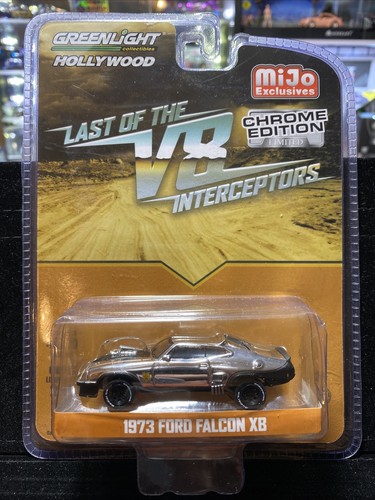 GREENLIGHT
collectibles
HOLLYWOOD
MiJo
Exclusives
LAST OF THE
V8
INTERCEPTORS
CHROME
EDITION
LIMITED
1973 FORD FALCON XB